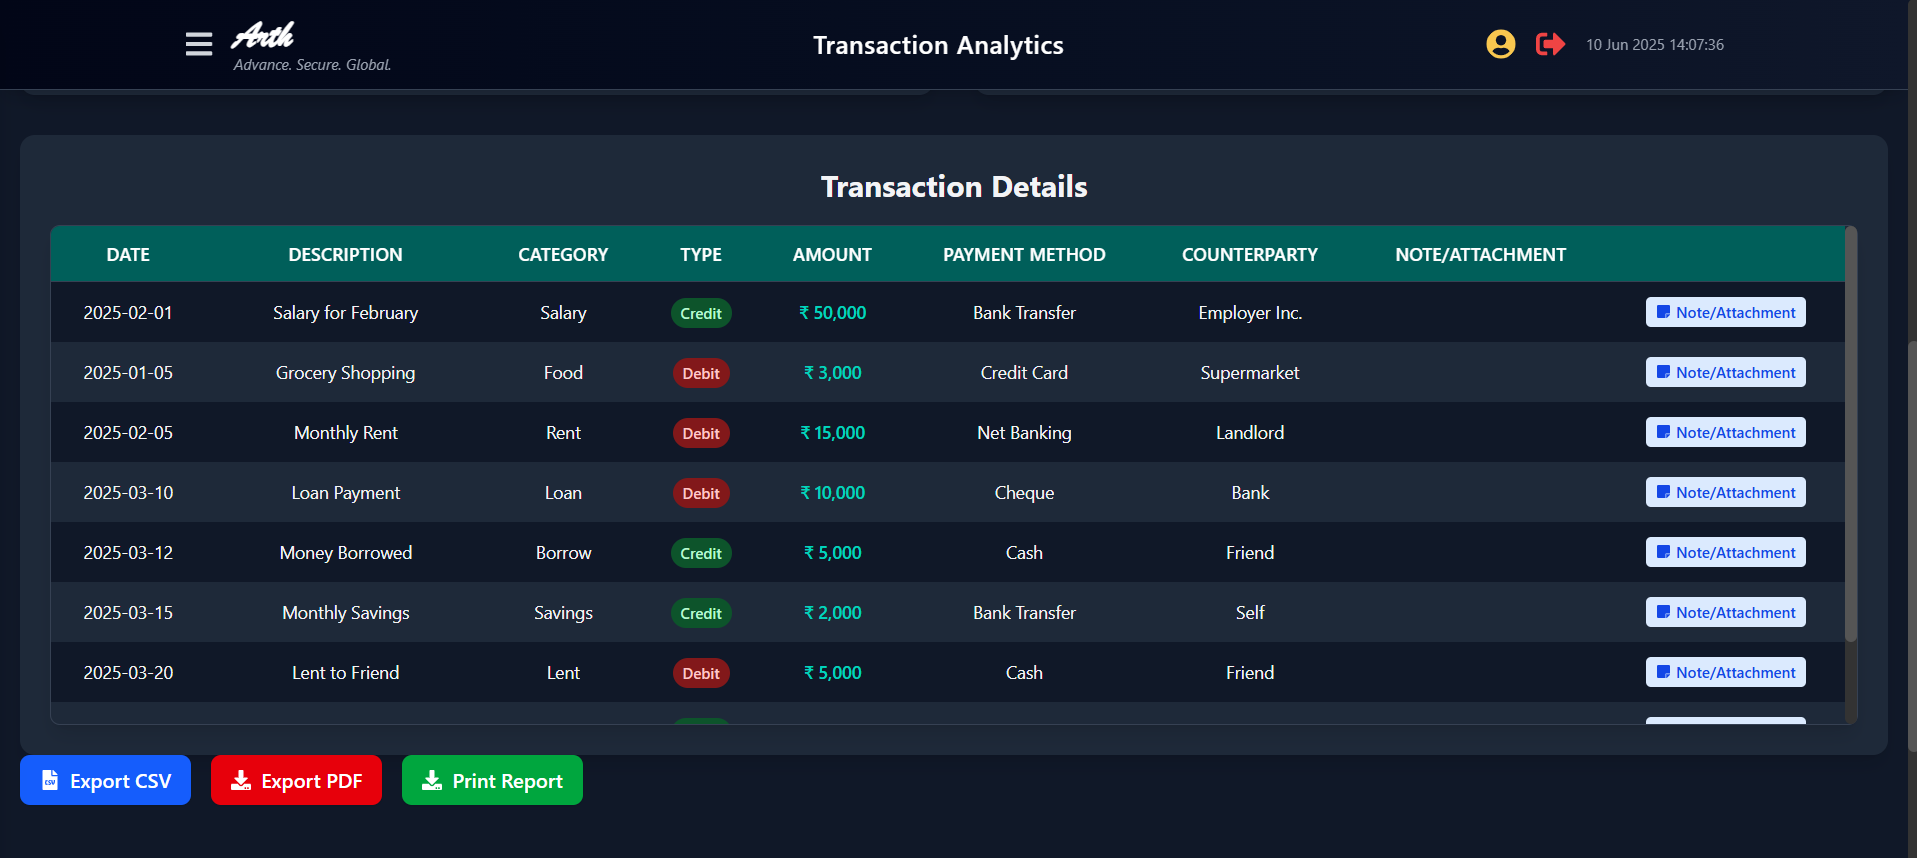 Arth
Advance. Secure. Global.
Transaction Analytics
10 Jun 2025 14:07:36
Transaction Details
DATE DESCRIPTION CATEGORY TYPE AMOUNT PAYMENT METHOD COUNTERPARTY NOTE/ATTACHMENT
2025-02-01 Salary for February Salary Credit ₹ 50,000 Bank Transfer Employer Inc. Note/Attachment
2025-01-05 Grocery Shopping Food Debit ₹ 3,000 Credit Card Supermarket Note/Attachment
2025-02-05 Monthly Rent Rent Debit ₹ 15,000 Net Banking Landlord Note/Attachment
2025-03-10 Loan Payment Loan Debit ₹ 10,000 Cheque Bank Note/Attachment
2025-03-12 Money Borrowed Borrow Credit ₹ 5,000 Cash Friend Note/Attachment
2025-03-15 Monthly Savings Savings Credit ₹ 2,000 Bank Transfer Self Note/Attachment
2025-03-20 Lent to Friend Lent Debit ₹ 5,000 Cash Friend Note/Attachment
CSV Export CSV Export PDF Print Report